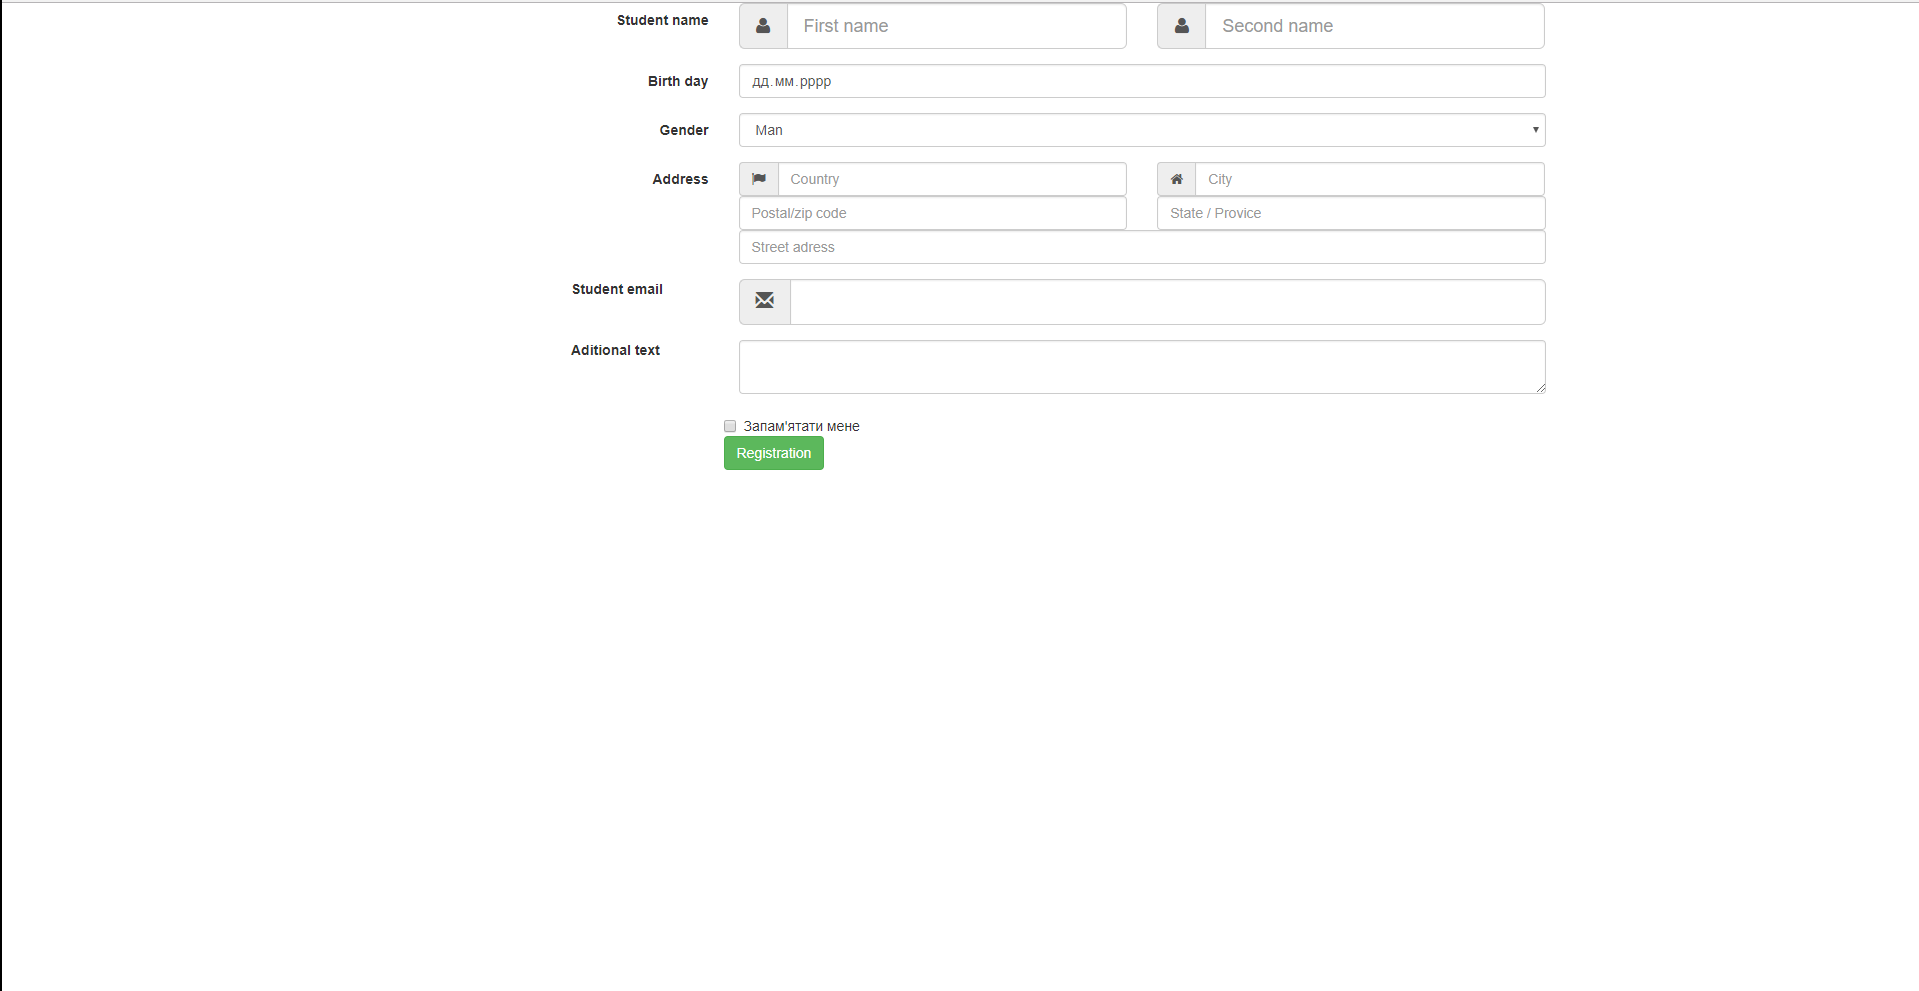 Student name First name Second name
Birth day дд.мм.рррр
Gender Man
Address Country City
Postal/zip code State / Provice
Street adress
Student email
Aditional text
Запам'ятати мене
Registration